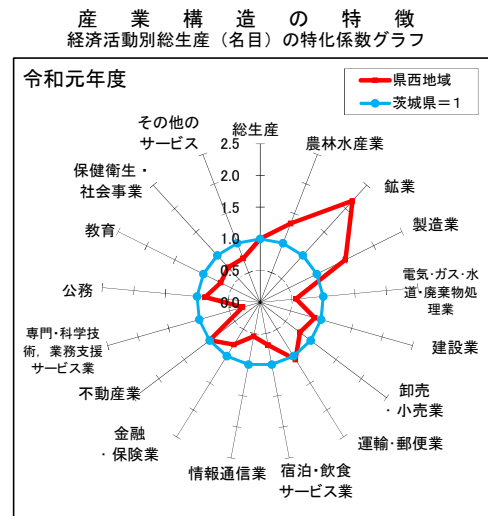 産業構造の特徴
経済活動別総生産（名目）の特化係数グラフ
令和元年度
県西地域
茨城県＝１
総生産
農林水産業
鉱業
製造業
電気・ガス・水
道・廃棄物処
理業
建設業
卸売
・小売業
運輸・郵便業
宿泊・飲食
サービス業
情報通信業
金融
・保険業
不動産業
専門・科学技
術，業務支援
サービス業
公務
教育
保健衛生・
社会事業
その他の
サービス
2.5
2.0
1.5
1.0
0.5
0.0